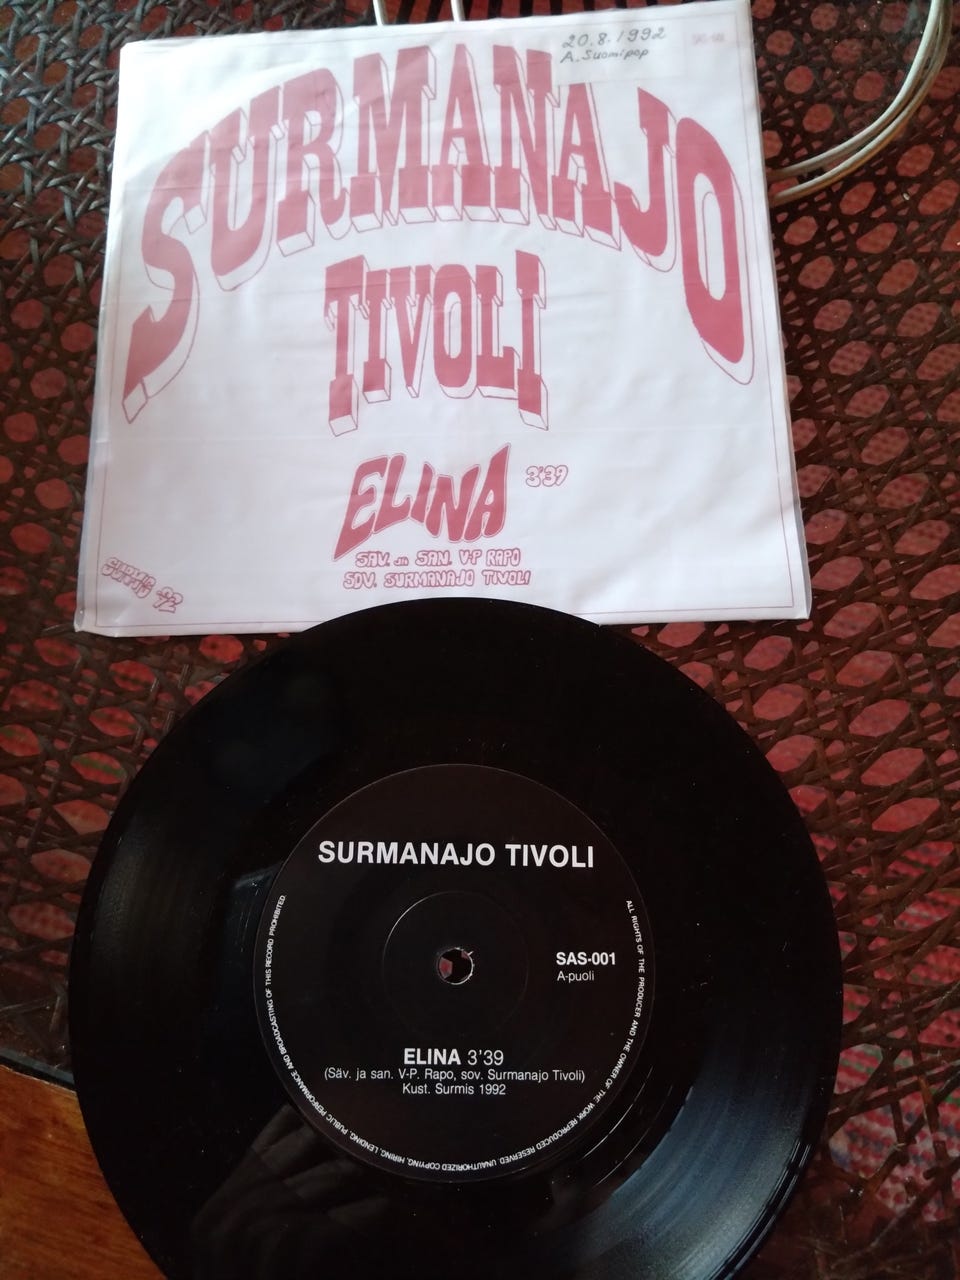 20.8.1992
A. Suomipop
SURMANAJO
TIVOLI
ELINA 3'39
SÄV. JA SAN. V-P RAPO
SOV. SURMANAJO TIVOLI
SURMIS -92
SURMANAJO TIVOLI
SAS-001
A-puoli
ELINA 3'39
(Säv. ja san. V-P. Rapo, sov. Surmanajo Tivoli)
Kust. Surmis 1992
ALL RIGHTS OF THE PRODUCER AND THE OWNER OF THE WORK REPRODUCED RESERVED. UNAUTHORIZED COPYING, HIRING, LENDING, PUBLIC PERFORMANCE AND BROADCASTING OF THIS RECORD PROHIBITED.